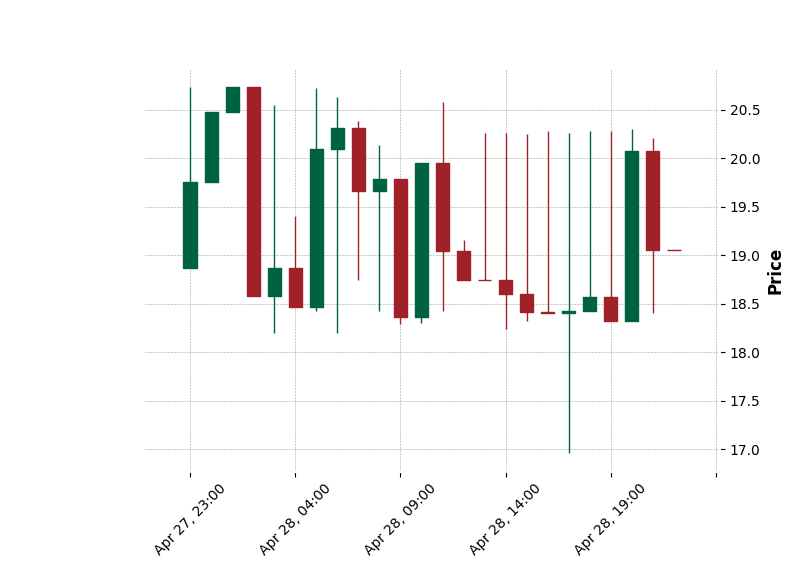 20.5
20.0
19.5
19.0
18.5
18.0
17.5
17.0
Price
Apr 27, 23:00
Apr 28, 04:00
Apr 28, 09:00
Apr 28, 14:00
Apr 28, 19:00